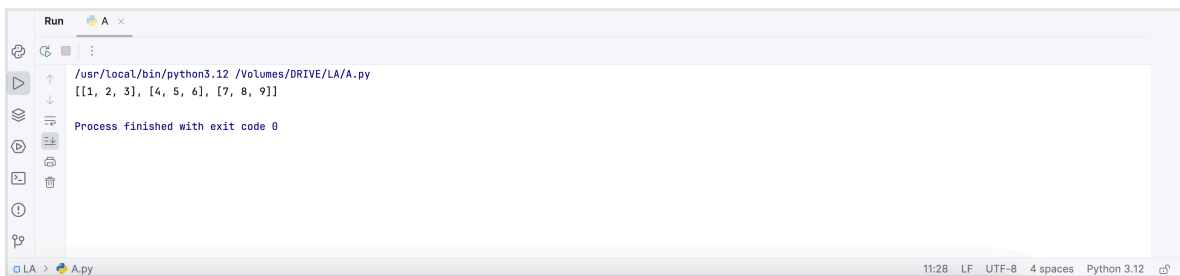 Run A
/usr/local/bin/python3.12 /Volumes/DRIVE/LA/A.py
[[1, 2, 3], [4, 5, 6], [7, 8, 9]]
Process finished with exit code 0
LA > A.py 11:28 LF UTF-8 4 spaces Python 3.12